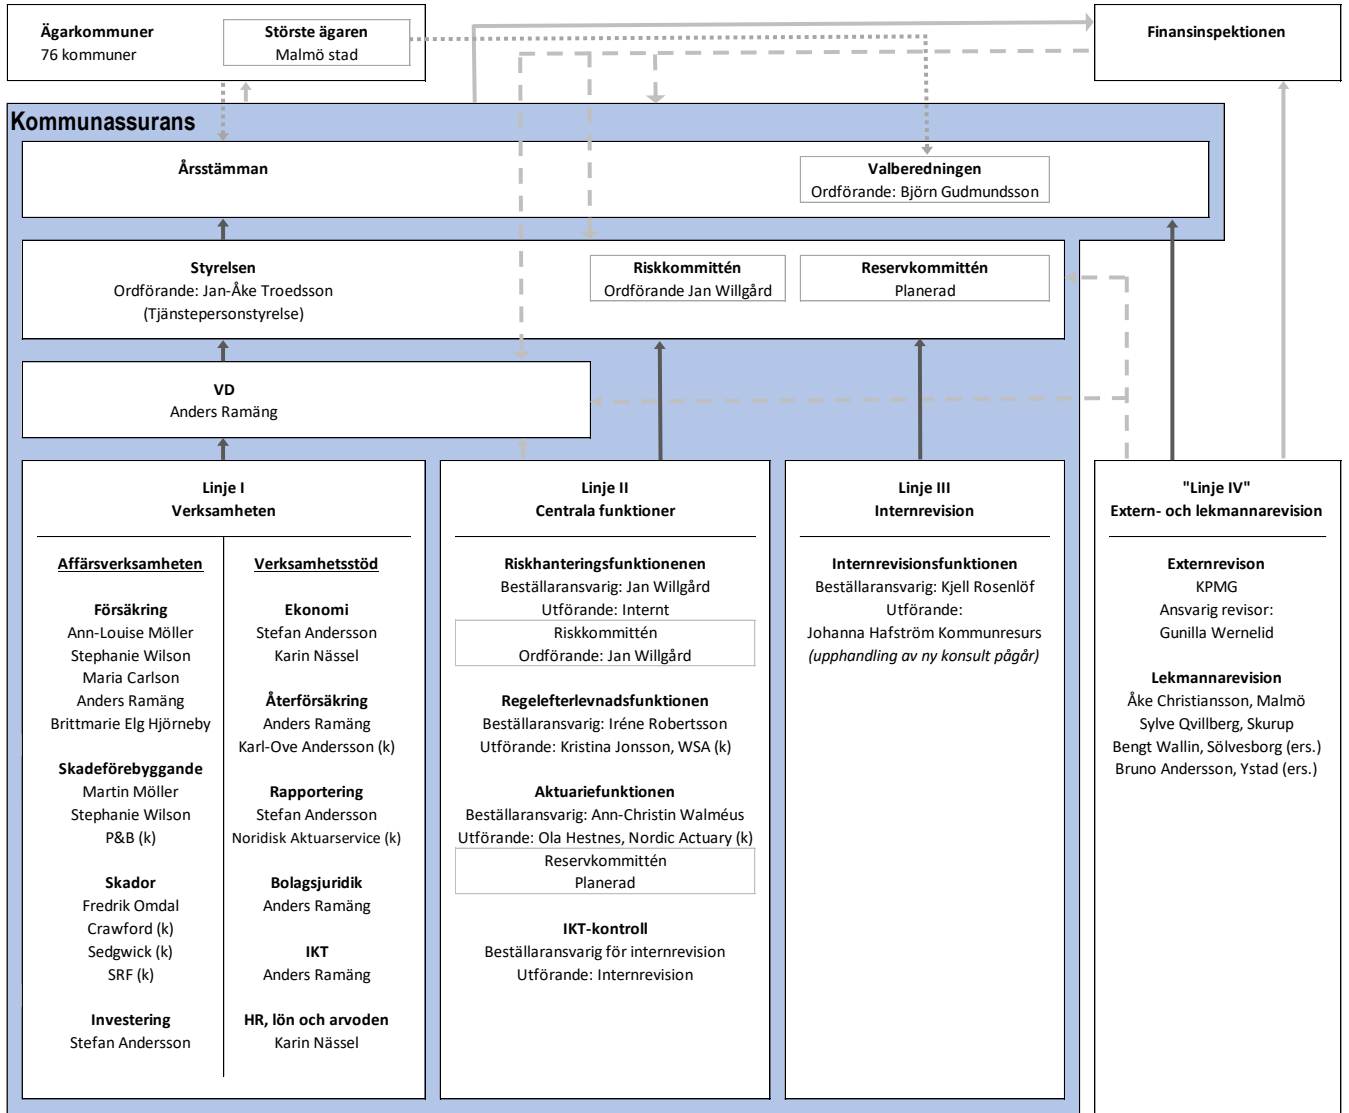 Ägarkommuner
76 kommuner
Störste ägaren
Malmö stad
Finansinspektionen
Kommunassurans
Årsstämman
Valberedningen
Ordförande: Björn Gudmundsson
Styrelsen
Ordförande: Jan-Åke Troedsson
(Tjänstepersonstyrelse)
Riskkommittén
Ordförande Jan Willgård
Reservkommittén
Planerad
VD
Anders Ramäng
Linje I
Verksamheten
Affärsverksamheten
Försäkring
Ann-Louise Möller
Stephanie Wilson
Maria Carlson
Anders Ramäng
Brittmarie Elg Hjörneby
Skadeförebyggande
Martin Möller
Stephanie Wilson
P&B (k)
Skador
Fredrik Omdal
Crawford (k)
Sedgwick (k)
SRF (k)
Investering
Stefan Andersson
Verksamhetsstöd
Ekonomi
Stefan Andersson
Karin Nässel
Återförsäkring
Anders Ramäng
Karl-Ove Andersson (k)
Rapportering
Stefan Andersson
Noridisk Aktuarservice (k)
Bolagsjuridik
Anders Ramäng
IKT
Anders Ramäng
HR, lön och arvoden
Karin Nässel
Linje II
Centrala funktioner
Riskhanteringsfunktionenen
Beställaransvarig: Jan Willgård
Utförande: Internt
Riskkommittén
Ordförande: Jan Willgård
Regelefterlevnadsfunktionen
Beställaransvarig: Iréne Robertsson
Utförande: Kristina Jonsson, WSA (k)
Aktuariefunktionen
Beställaransvarig: Ann-Christin Walméus
Utförande: Ola Hestnes, Nordic Actuary (k)
Reservkommittén
Planerad
IKT-kontroll
Beställaransvarig för internrevision
Utförande: Internrevision
Linje III
Internrevision
Internrevisionsfunktionen
Beställaransvarig: Kjell Rosenlöf
Utförande:
Johanna Hafström Kommunresurs
(upphandling av ny konsult pågår)
"Linje IV"
Extern- och lekmannarevision
Externrevison
KPMG
Ansvarig revisor:
Gunilla Wernelid
Lekmannarevision
Åke Christiansson, Malmö
Sylve Qvillberg, Skurup
Bengt Wallin, Sölvesborg (ers.)
Bruno Andersson, Ystad (ers.)